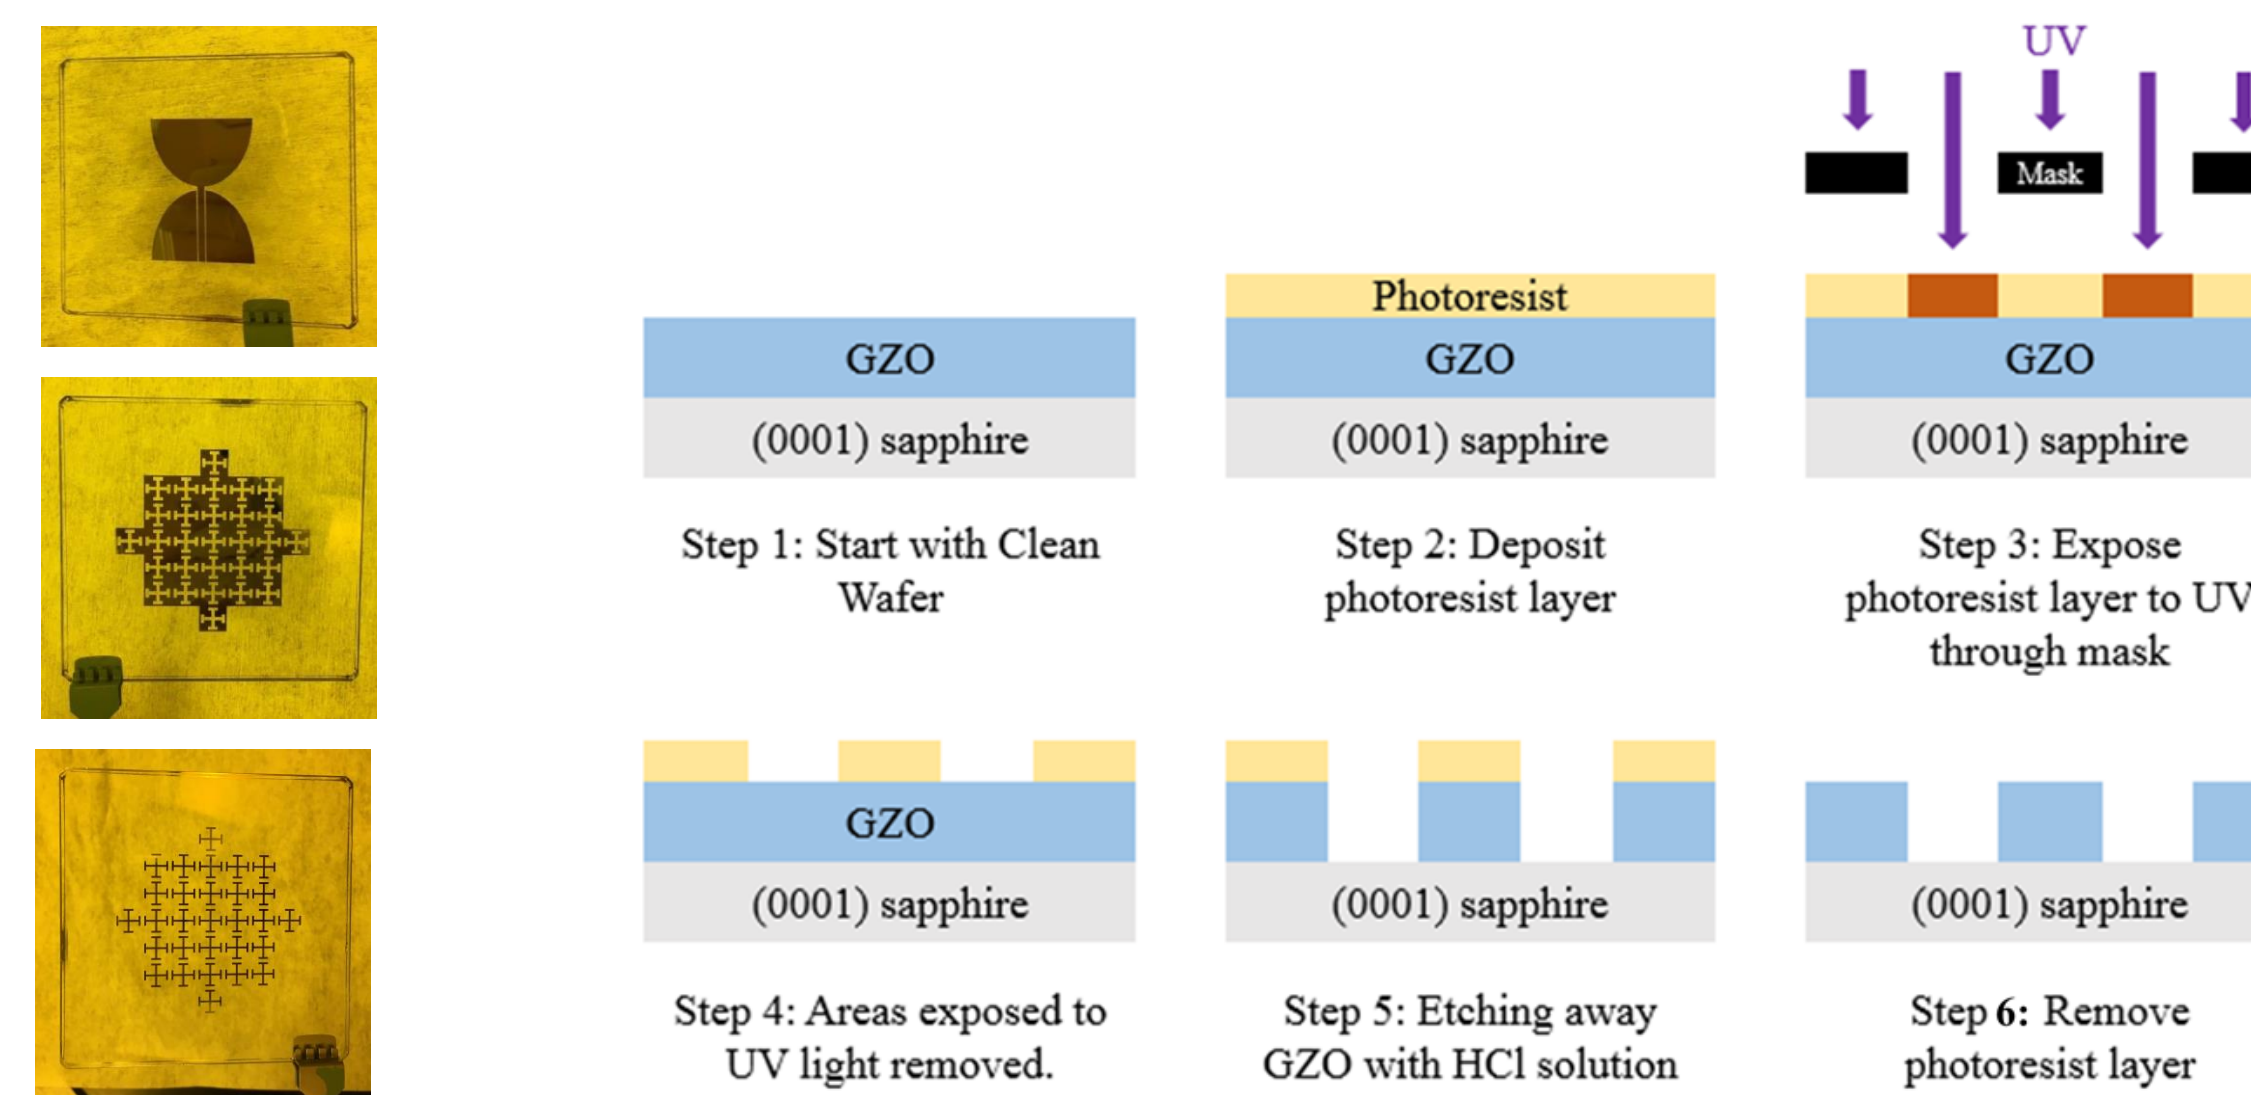 UV
Mask
GZO
(0001) sapphire
Step 1: Start with Clean
Wafer
Photoresist
GZO
(0001) sapphire
Step 2: Deposit
photoresist layer
GZO
(0001) sapphire
Step 3: Expose
photoresist layer to UV
through mask
GZO
(0001) sapphire
Step 4: Areas exposed to
UV light removed.
(0001) sapphire
Step 5: Etching away
GZO with HCl solution
(0001) sapphire
Step 6: Remove
photoresist layer